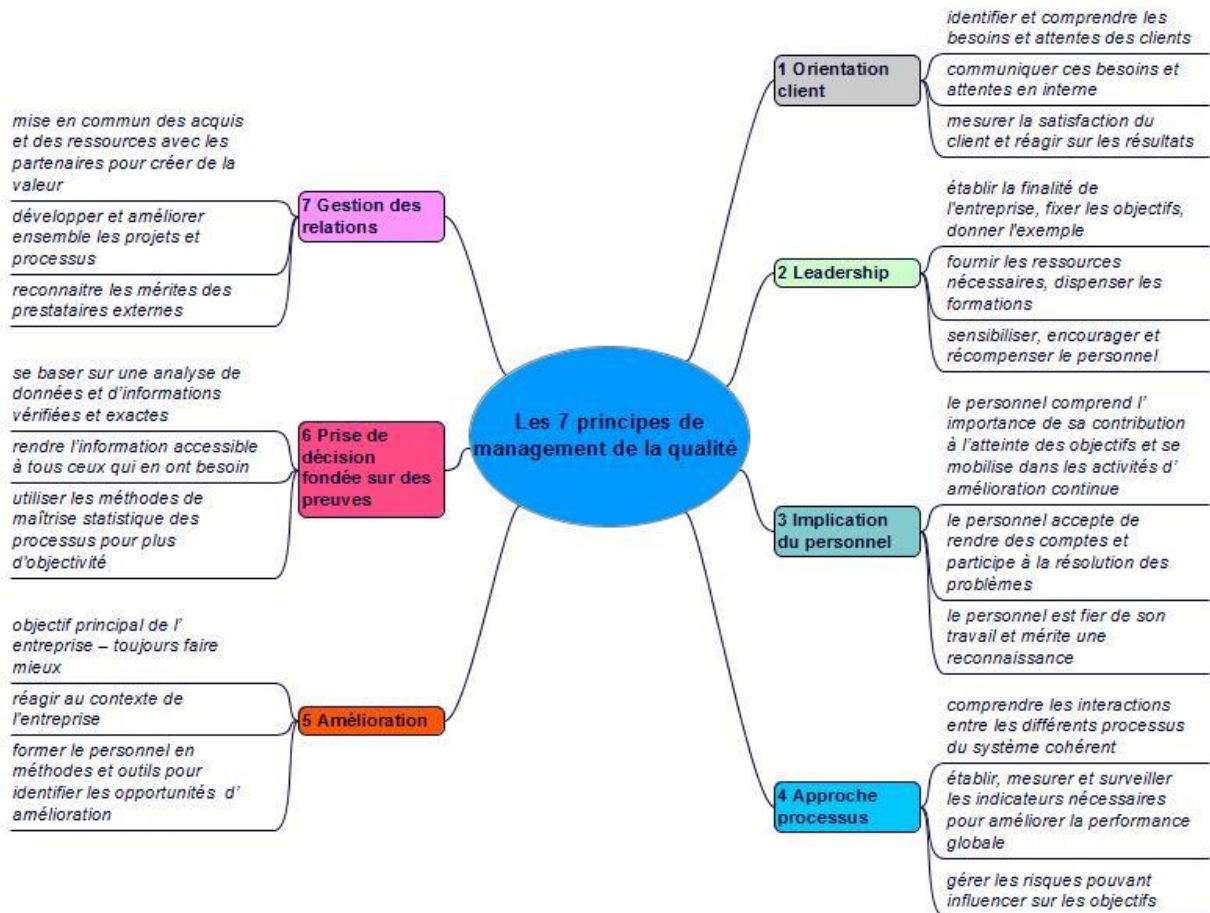 Les 7 principes de
management de la qualité
1 Orientation
client
identifier et comprendre les
besoins et attentes des clients
communiquer ces besoins et
attentes en interne
mesurer la satisfaction du
client et réagir sur les résultats
2 Leadership
établir la finalité de
l'entreprise, fixer les objectifs,
donner l'exemple
fournir les ressources
nécessaires, dispenser les
formations
sensibiliser, encourager et
récompenser le personnel
3 Implication
du personnel
le personnel comprend l'
importance de sa contribution
à l'atteinte des objectifs et se
mobilise dans les activités d'
amélioration continue
le personnel accepte de
rendre des comptes et
participe à la résolution des
problèmes
le personnel est fier de son
travail et mérite une
reconnaissance
4 Approche
processus
comprendre les interactions
entre les différents processus
du système cohérent
établir, mesurer et surveiller
les indicateurs nécessaires
pour améliorer la performance
globale
gérer les risques pouvant
influencer sur les objectifs
5 Amélioration
objectif principal de l'
entreprise – toujours faire
mieux
réagir au contexte de
l'entreprise
former le personnel en
méthodes et outils pour
identifier les opportunités d'
amélioration
6 Prise de
décision
fondée sur des
preuves
se baser sur une analyse de
données et d'informations
vérifiées et exactes
rendre l'information accessible
à tous ceux qui en ont besoin
utiliser les méthodes de
maîtrise statistique des
processus pour plus
d'objectivité
7 Gestion des
relations
mise en commun des acquis
et des ressources avec les
partenaires pour créer de la
valeur
développer et améliorer
ensemble les projets et
processus
reconnaitre les mérites des
prestataires externes